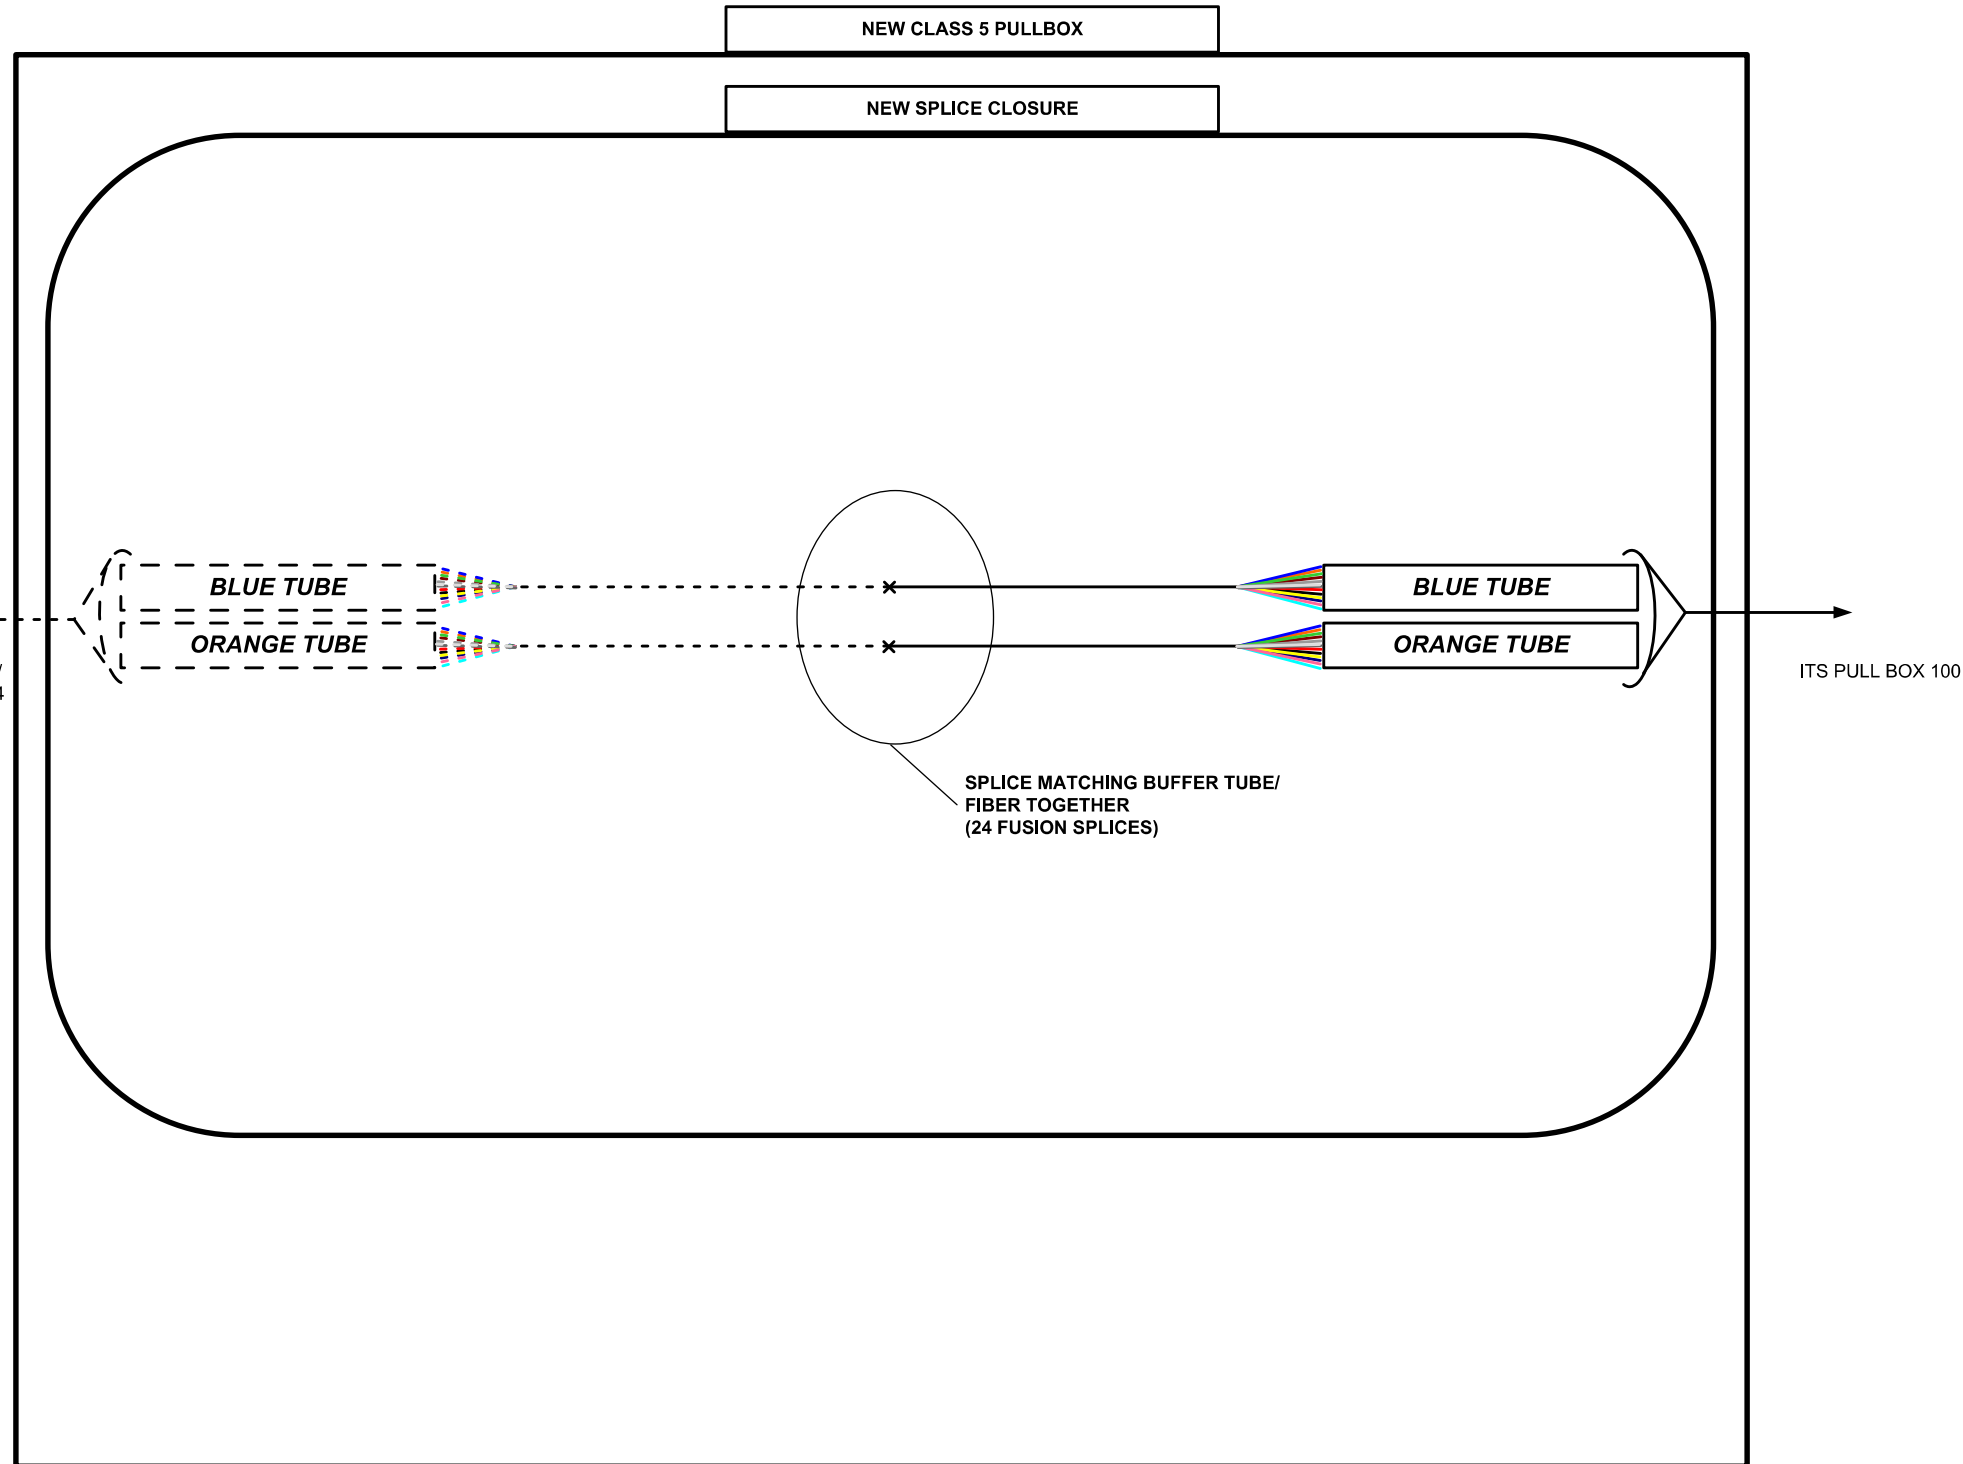 NEW CLASS 5 PULLBOX
NEW SPLICE CLOSURE
BLUE TUBE
BLUE TUBE
ORANGE TUBE
ORANGE TUBE
ITS PULL BOX 100
SPLICE MATCHING BUFFER TUBE/
FIBER TOGETHER
(24 FUSION SPLICES)